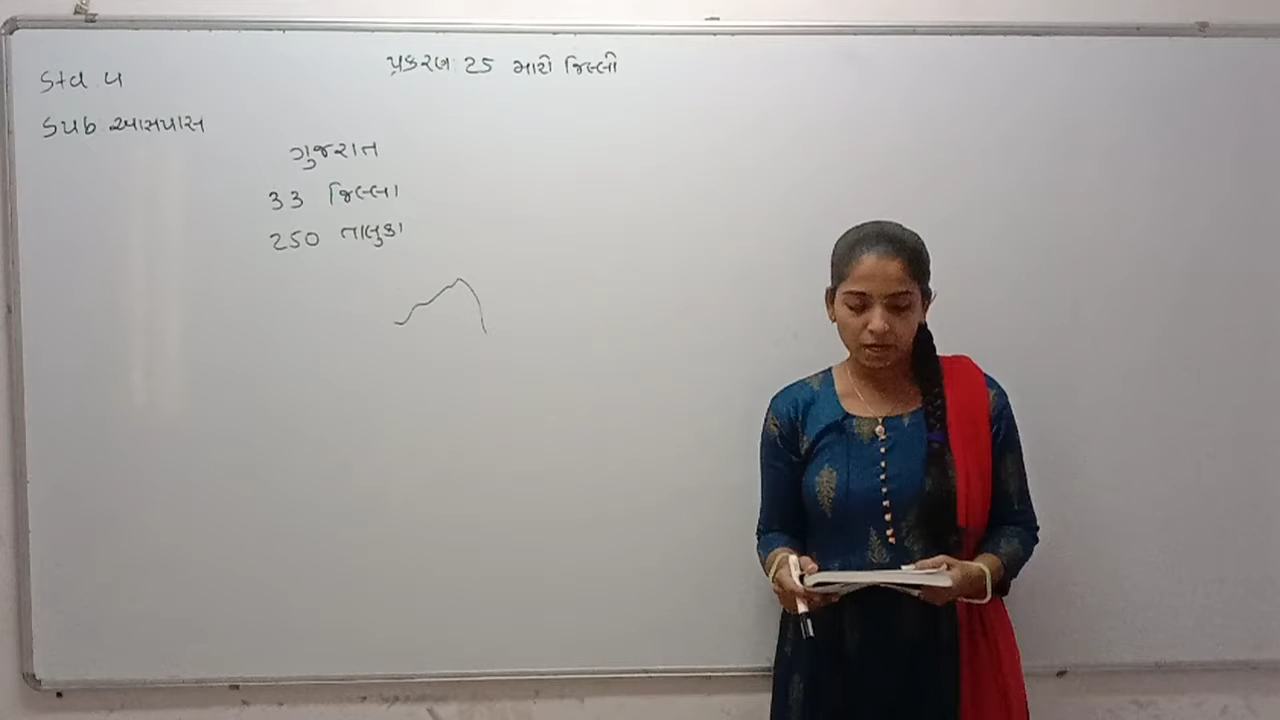 પ્રકરણ 25 મારો જિલ્લો
Std ૫
Sub આસપાસ
ગુજરાત
33 જિલ્લા
250 તાલુકા